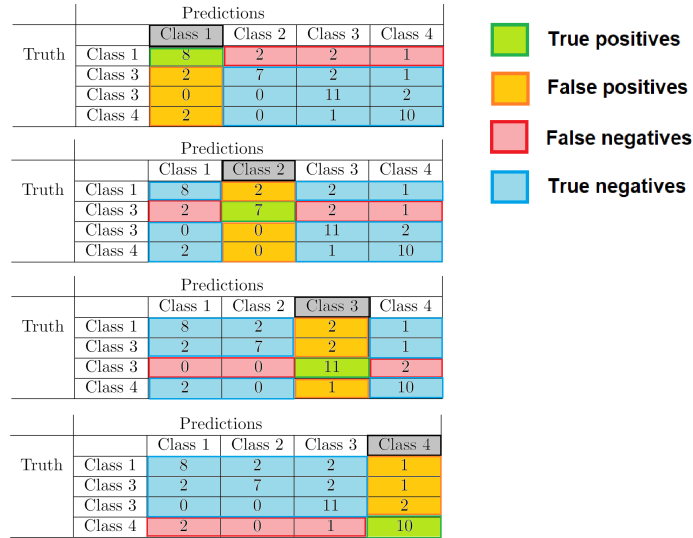 Predictions
Class 1 Class 2 Class 3 Class 4
Truth Class 1 8 2 2 1
Class 3 2 7 2 1
Class 3 0 0 11 2
Class 4 2 0 1 10
Predictions
Class 1 Class 2 Class 3 Class 4
Truth Class 1 8 2 2 1
Class 3 2 7 2 1
Class 3 0 0 11 2
Class 4 2 0 1 10
Predictions
Class 1 Class 2 Class 3 Class 4
Truth Class 1 8 2 2 1
Class 3 2 7 2 1
Class 3 0 0 11 2
Class 4 2 0 1 10
Predictions
Class 1 Class 2 Class 3 Class 4
Truth Class 1 8 2 2 1
Class 3 2 7 2 1
Class 3 0 0 11 2
Class 4 2 0 1 10
True positives
False positives
False negatives
True negatives